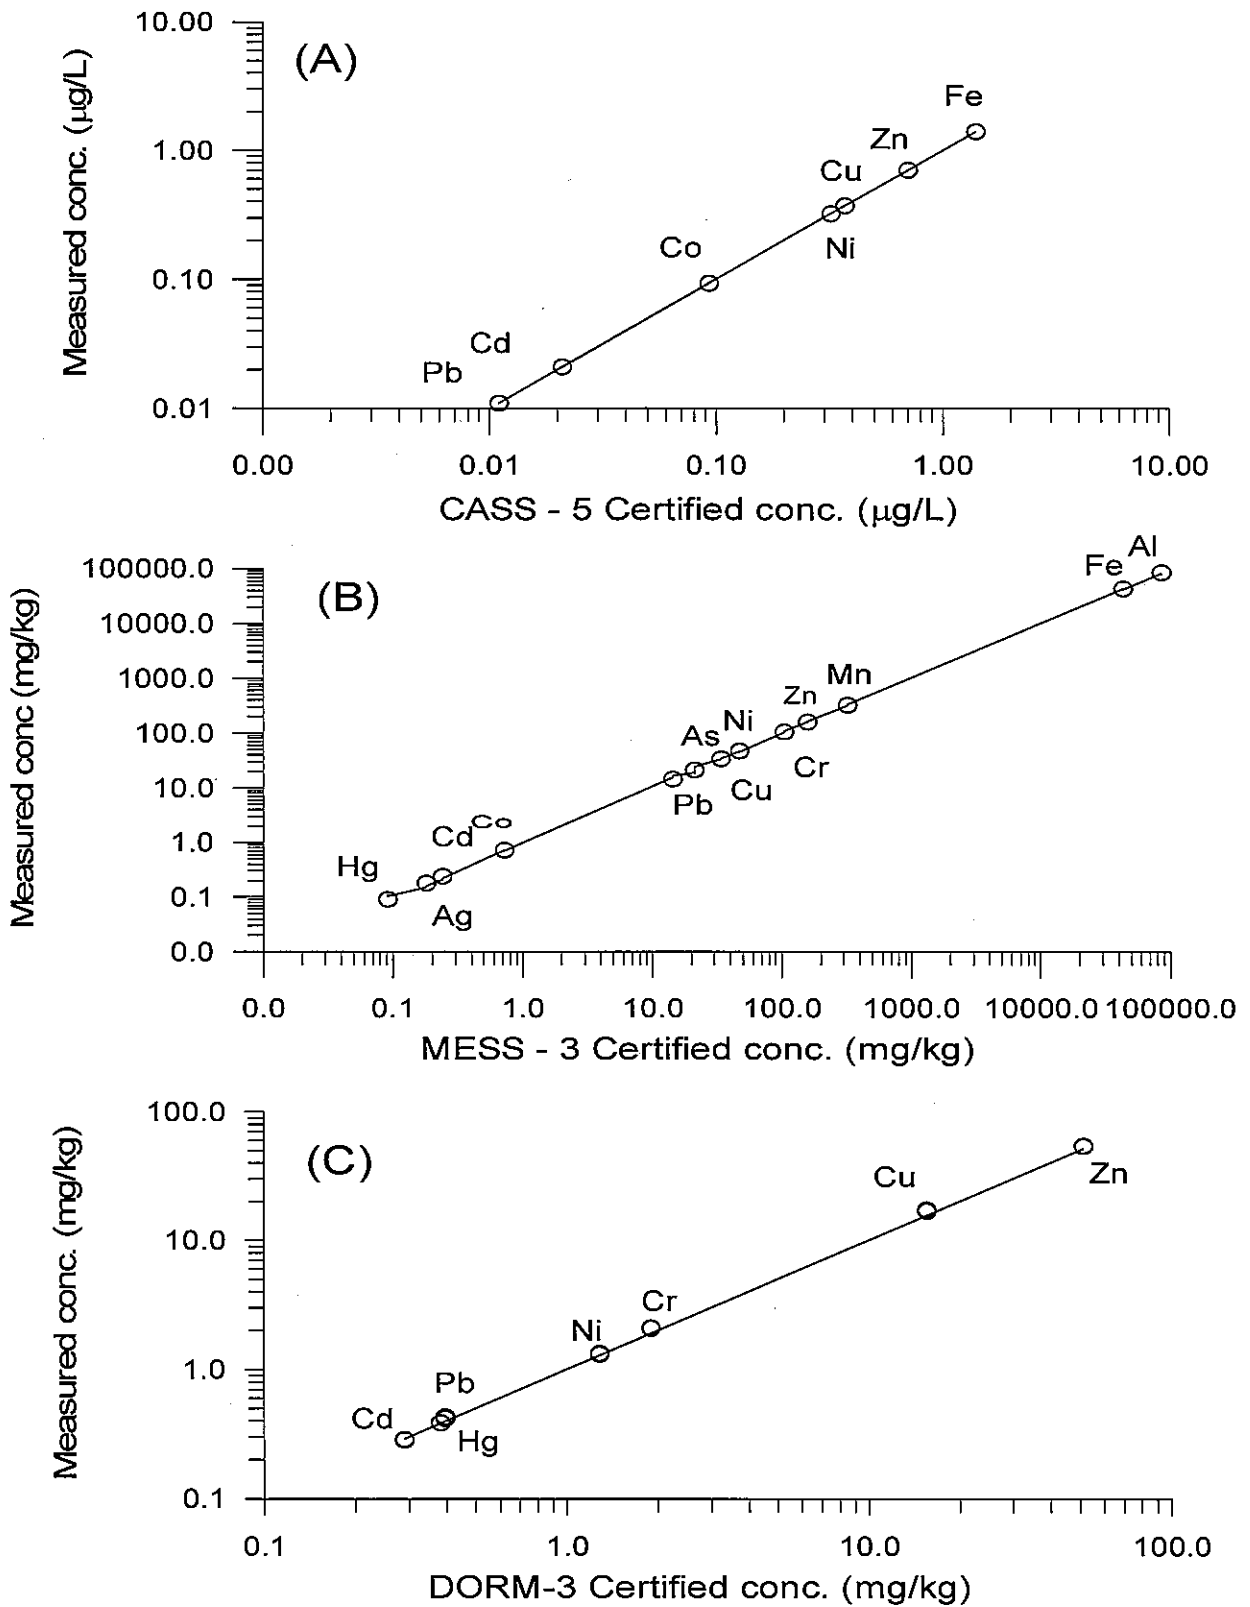 10.00
(A)
Fe
Zn
1.00
Cu
Ni
Co
0.10
Cd
Pb
0.01
Measured conc. (μg/L)
0.00 0.01 0.10 1.00 10.00
CASS - 5 Certified conc. (μg/L)
100000.0
(B)
Fe Al
10000.0
1000.0
Zn Mn
As Ni
100.0
Cr
10.0
Pb Cu
Cd Co
1.0
Hg
0.1
Ag
0.0
Measured conc (mg/kg)
0.0 0.1 1.0 10.0 100.0 1000.0 10000.0 100000.0
MESS - 3 Certified conc. (mg/kg)
100.0
(C)
Cu
Zn
10.0
Cr
Ni
1.0
Pb
Cd
Hg
0.1
Measured conc. (mg/kg)
0.1 1.0 10.0 100.0
DORM-3 Certified conc. (mg/kg)